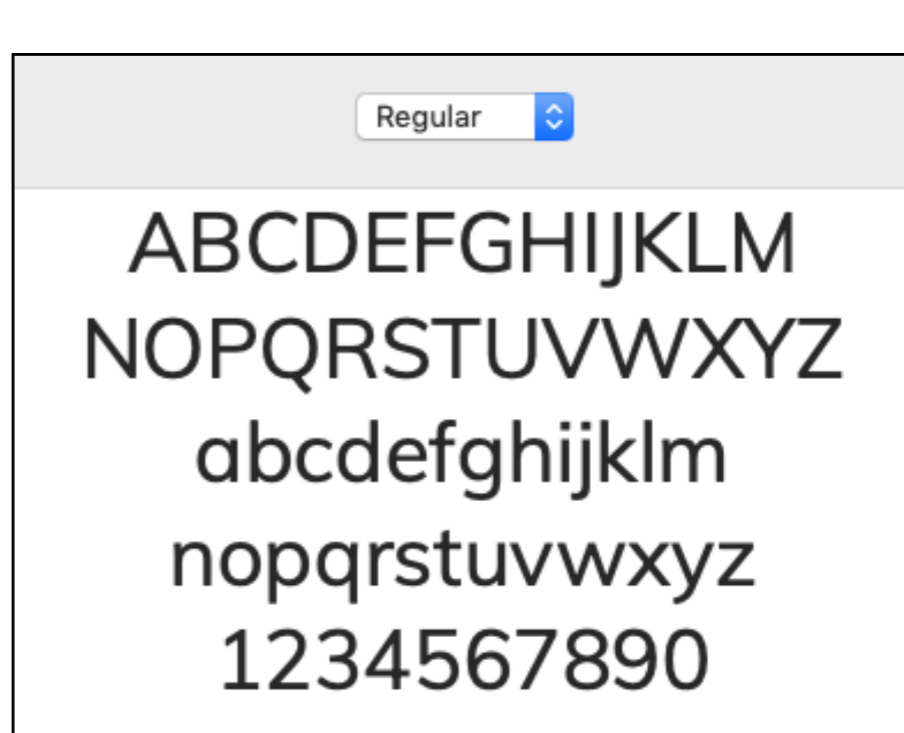 Regular
ABCDEFGHIJKLM
NOPQRSTUVWXYZ
abcdefghijklm
nopqrstuvwxyz
1234567890